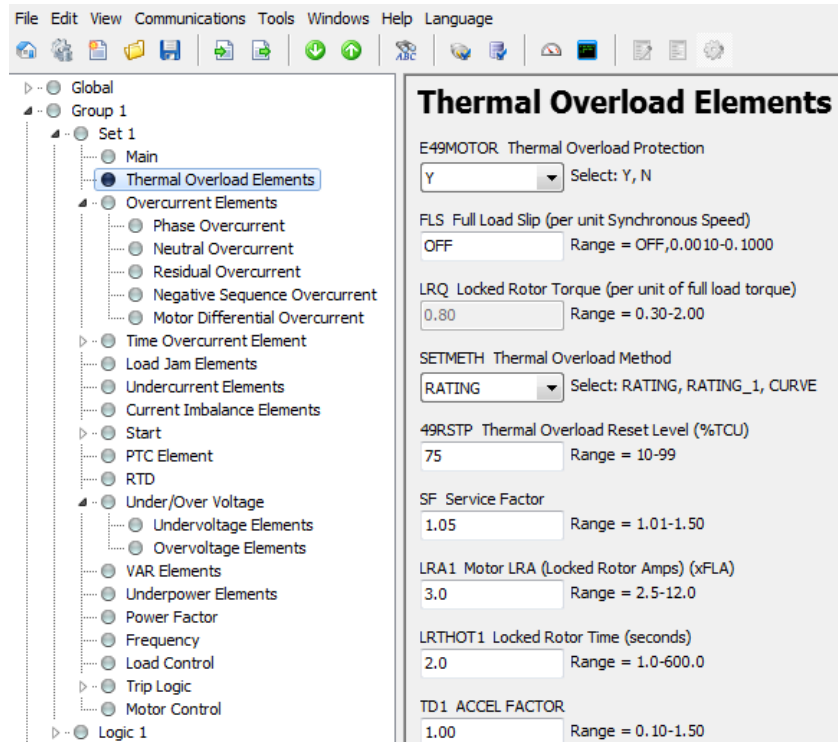 File Edit View Communications Tools Windows Help Language
ABC
Global
Group 1
Set 1
Main
Thermal Overload Elements
Overcurrent Elements
Phase Overcurrent
Neutral Overcurrent
Residual Overcurrent
Negative Sequence Overcurrent
Motor Differential Overcurrent
Time Overcurrent Element
Load Jam Elements
Undercurrent Elements
Current Imbalance Elements
Start
PTC Element
RTD
Under/Over Voltage
Undervoltage Elements
Overvoltage Elements
VAR Elements
Underpower Elements
Power Factor
Frequency
Load Control
Trip Logic
Motor Control
Logic 1
Thermal Overload Elements
E49MOTOR Thermal Overload Protection
Y Select: Y, N
FLS Full Load Slip (per unit Synchronous Speed)
OFF Range = OFF,0.0010-0.1000
LRQ Locked Rotor Torque (per unit of full load torque)
0.80 Range = 0.30-2.00
SETMETH Thermal Overload Method
RATING Select: RATING, RATING_1, CURVE
49RSTP Thermal Overload Reset Level (%TCU)
75 Range = 10-99
SF Service Factor
1.05 Range = 1.01-1.50
LRA1 Motor LRA (Locked Rotor Amps) (xFLA)
3.0 Range = 2.5-12.0
LRTHOT1 Locked Rotor Time (seconds)
2.0 Range = 1.0-600.0
TD1 ACCEL FACTOR
1.00 Range = 0.10-1.50